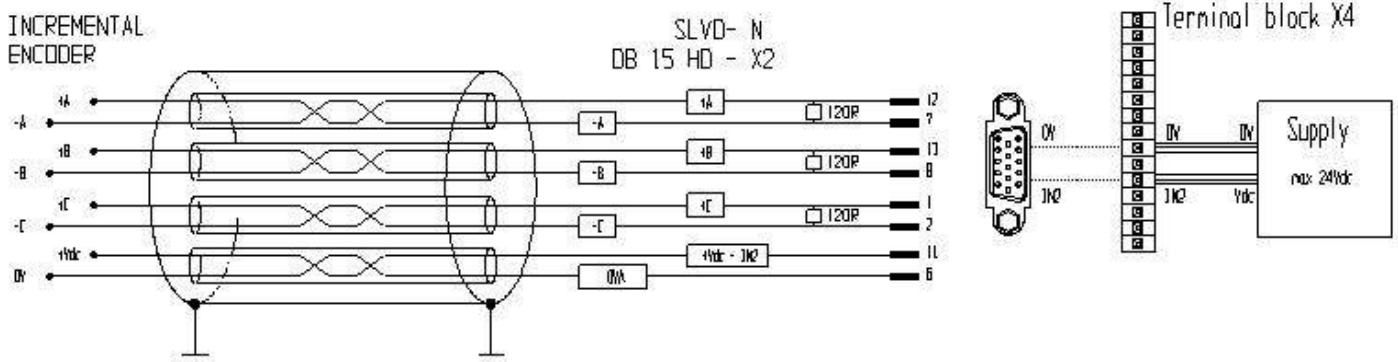 INCREMENTAL
ENCODER
SLVD- N
DB 15 HD - X2
Terminal block X4
+A
+A
12
-A
-A
120R
7
+B
+B
13
-B
-B
120R
8
+C
+C
1
-C
-C
120R
2
+Vdc
+Vdc - IN2
11
0V
0VA
6
0V
0V
0V
Supply
max 24Vdc
IN2
IN2
Vdc